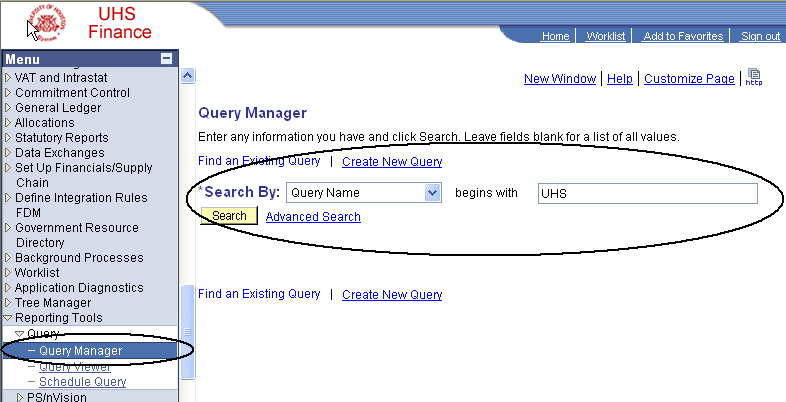 UHS
Finance
Home | Worklist | Add to Favorites | Sign out
Menu
VAT and Intrastat
Commitment Control
General Ledger
Allocations
Statutory Reports
Data Exchanges
Set Up Financials/Supply
Chain
Define Integration Rules
FDM
Government Resource
Directory
Background Processes
Worklist
Application Diagnostics
Tree Manager
Reporting Tools
Query
Query Manager
Query Viewer
Schedule Query
PS/nVision
New Window | Help | Customize Page | http
Query Manager
Enter any information you have and click Search. Leave fields blank for a list of all values.
Find an Existing Query | Create New Query
*Search By: Query Name begins with UHS
Search Advanced Search
Find an Existing Query | Create New Query